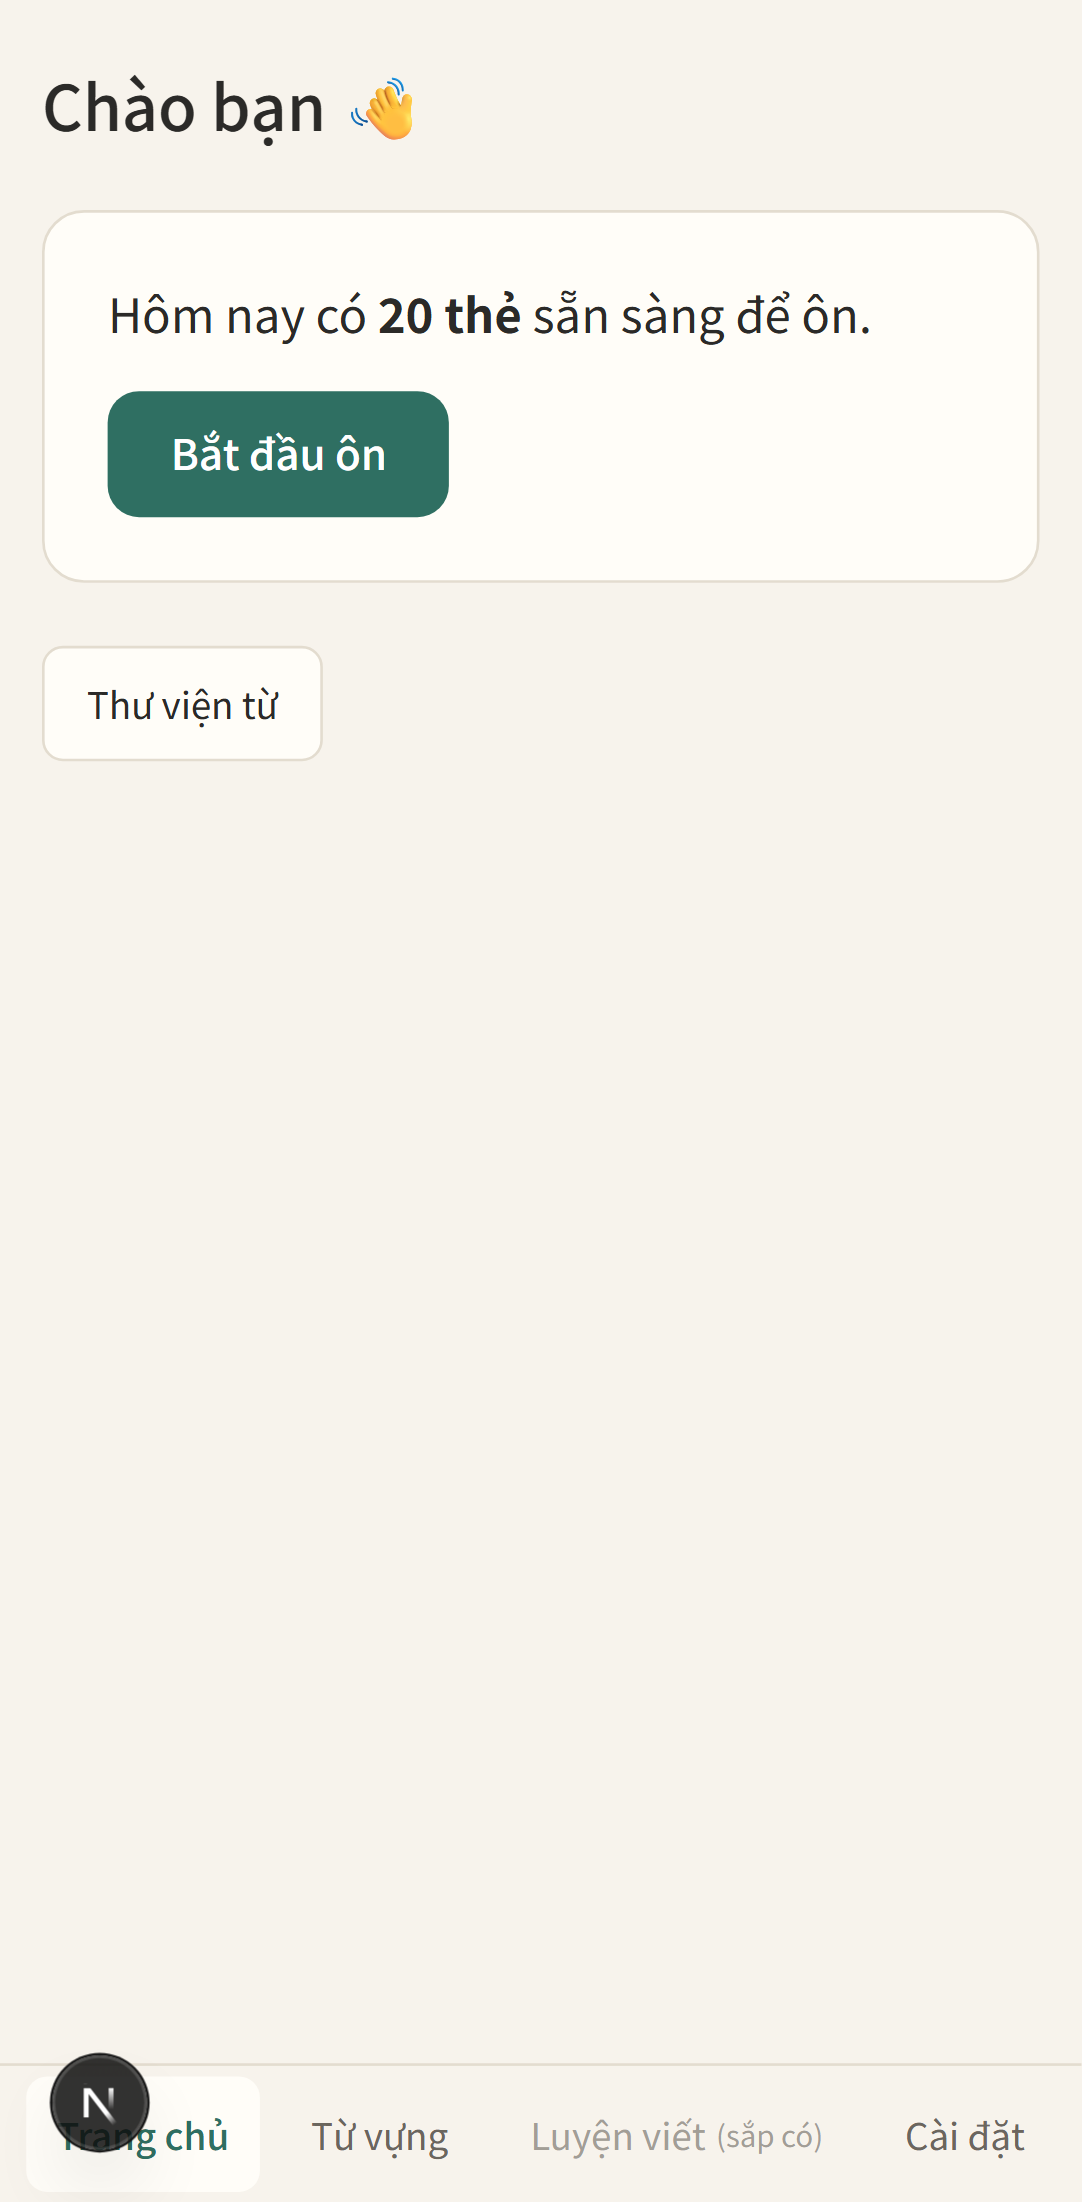 Chào bạn 👋
Hôm nay có 20 thẻ sẵn sàng để ôn.
Bắt đầu ôn
Thư viện từ
N
Trang chủ
Từ vựng
Luyện viết (sắp có)
Cài đặt